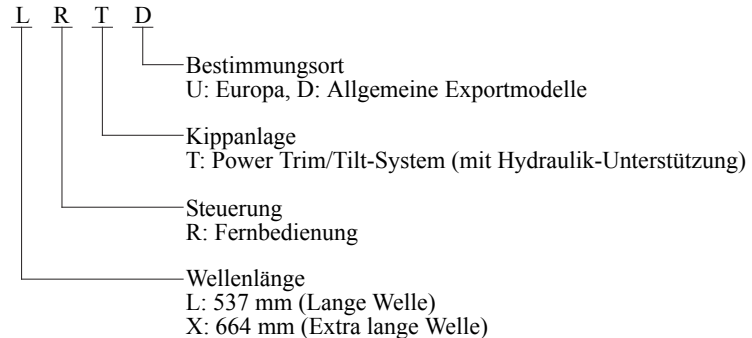 L R T D
Bestimmungsort
U: Europa, D: Allgemeine Exportmodelle
Kippanlage
T: Power Trim/Tilt-System (mit Hydraulik-Unterstützung)
Steuerung
R: Fernbedienung
Wellenlänge
L: 537 mm (Lange Welle)
X: 664 mm (Extra lange Welle)